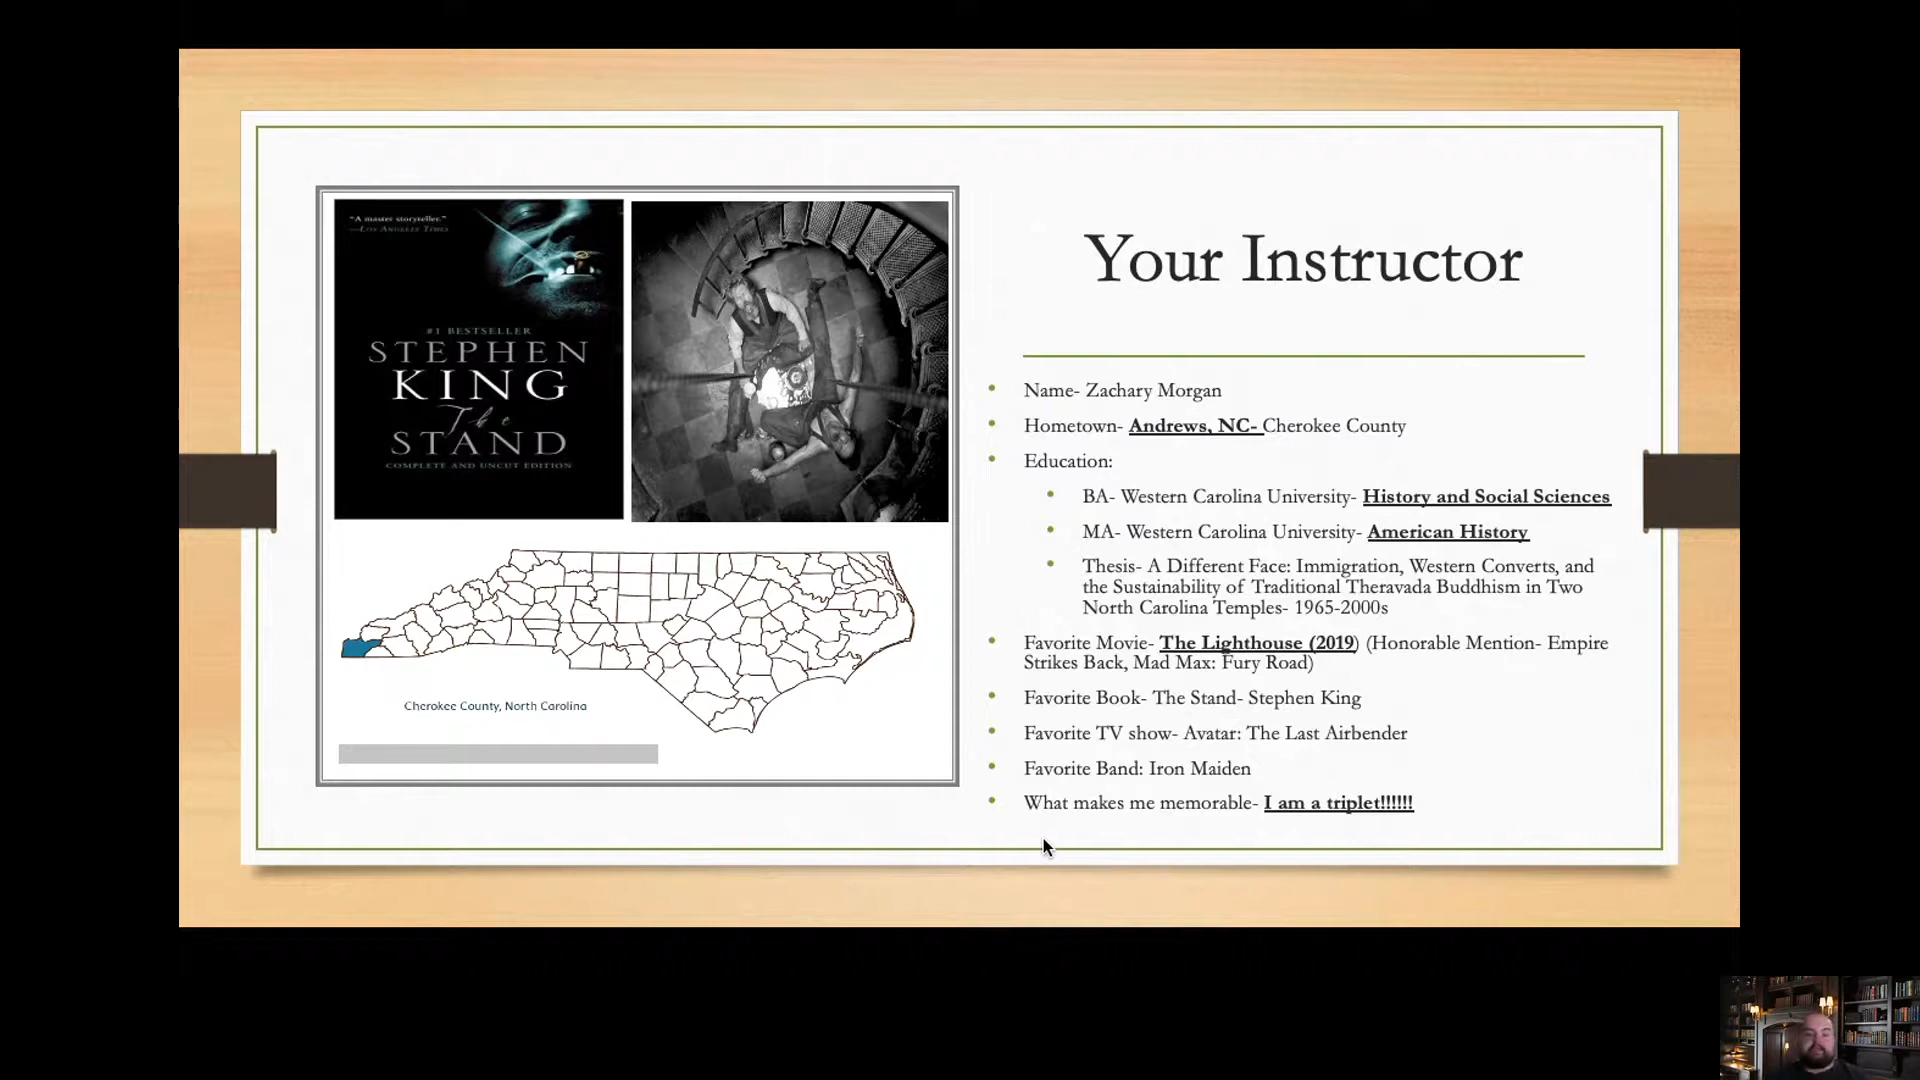 "A master storyteller."
—LOS ANGELES TIMES
#1 BESTSELLER
STEPHEN
KING
The
STAND
COMPLETE AND UNCUT EDITION
Cherokee County, North Carolina
Your Instructor
Name- Zachary Morgan
Hometown- Andrews, NC- Cherokee County
Education:
BA- Western Carolina University- History and Social Sciences
MA- Western Carolina University- American History
Thesis- A Different Face: Immigration, Western Converts, and
the Sustainability of Traditional Theravada Buddhism in Two
North Carolina Temples- 1965-2000s
Favorite Movie- The Lighthouse (2019) (Honorable Mention- Empire
Strikes Back, Mad Max: Fury Road)
Favorite Book- The Stand- Stephen King
Favorite TV show- Avatar: The Last Airbender
Favorite Band: Iron Maiden
What makes me memorable- I am a triplet!!!!!!